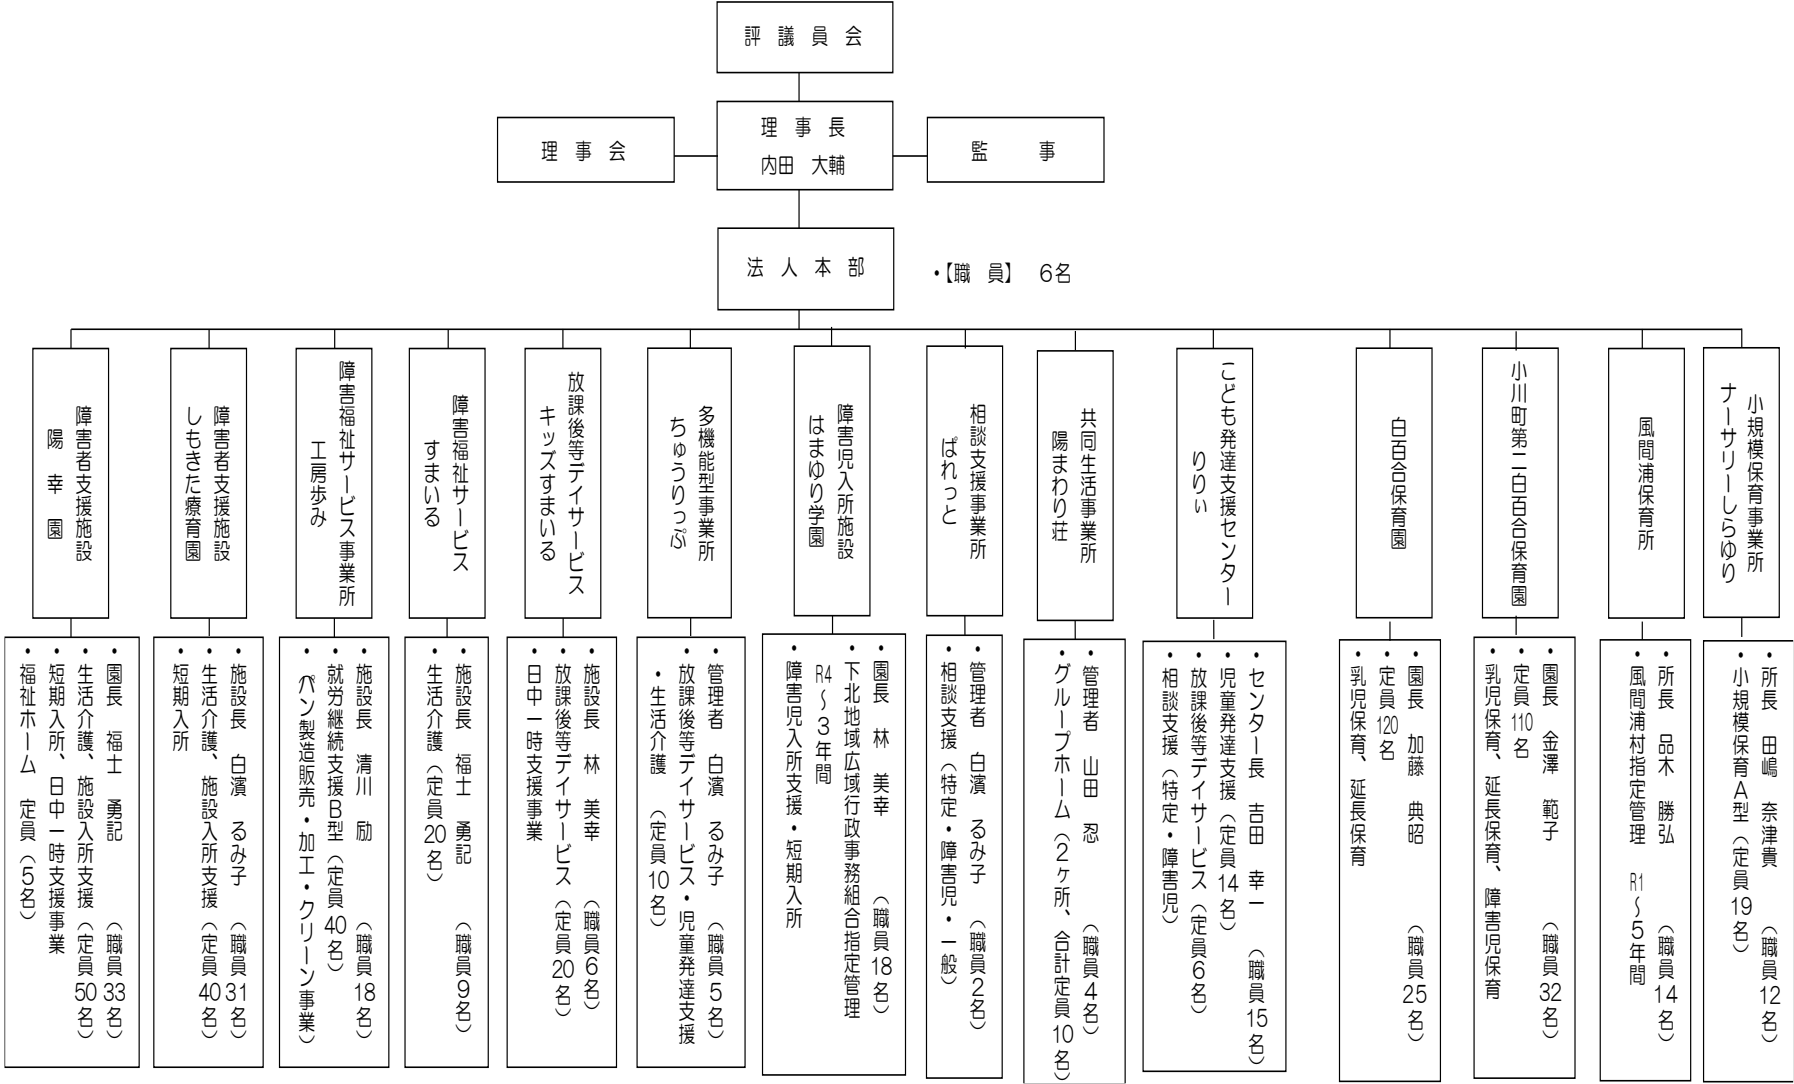 評議員会
理事長
内田　大輔
理事会
監　事
法人本部
・【職　員】　6名
障害者支援施設
陽幸園
・園長　福士　勇記　（職員33名）
・生活介護、施設入所支援（定員50名）
・短期入所、日中一時支援事業
・福祉ホーム　定員（5名）
障害者支援施設
しもきた療育園
・施設長　白濱　るみ子　（職員31名）
・生活介護、施設入所支援（定員40名）
・短期入所
障害福祉サービス事業所
工房歩み
・施設長　清川　励　（職員18名）
・就労継続支援B型（定員40名）
・（パン製造販売・加工・クリーン事業）
障害福祉サービス
すまいる
・施設長　福士　勇記　（職員9名）
・生活介護（定員20名）
放課後等デイサービス
キッズすまいる
・施設長　林　美幸　（職員6名）
・放課後等デイサービス（定員20名）
・日中一時支援事業
多機能型事業所
ちゅうりっぷ
・管理者　白濱　るみ子　（職員5名）
・放課後等デイサービス・児童発達支援
・生活介護　（定員10名）
障害児入所施設
はまゆり学園
・園長　林　美幸　（職員18名）
・下北地域広域行政事務組合指定管理
R4～3年間
・障害児入所支援・短期入所
相談支援事業所
ぱれっと
・管理者　白濱　るみ子　（職員2名）
・相談支援（特定・障害児・一般）
共同生活事業所
陽まわり荘
・管理者　山田　忍　（職員4名）
・グループホーム（2ヶ所、合計定員10名）
こども発達支援センター
りりぃ
・センター長　吉田　幸一　（職員15名）
・児童発達支援（定員14名）
・放課後等デイサービス（定員6名）
・相談支援（特定・障害児）
白百合保育園
・園長　加藤　典昭　（職員25名）
・定員120名
・乳児保育、延長保育
小川町第二白百合保育園
・園長　金澤　範子　（職員32名）
・定員110名
・乳児保育、延長保育、障害児保育
風間浦保育所
・所長　品木　勝弘　（職員14名）
・風間浦村指定管理　R1～5年間
小規模保育事業所
ナーサリーしらゆり
・所長　田嶋　奈津貴　（職員12名）
・小規模保育A型（定員19名）